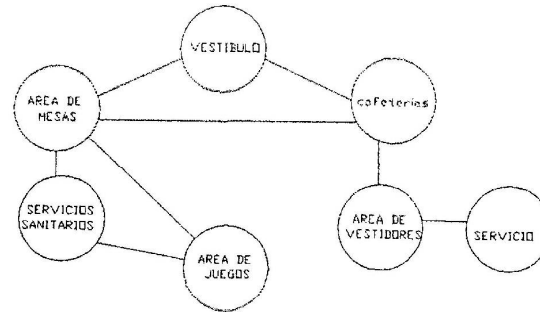 VESTIBULO
AREA DE
MESAS
cafeterias
SERVICIOS
SANITARIOS
AREA DE
JUEGOS
AREA DE
VESTIDORES
SERVICIO